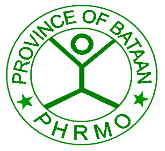 PROVINCE OF BATAAN
PHRMO